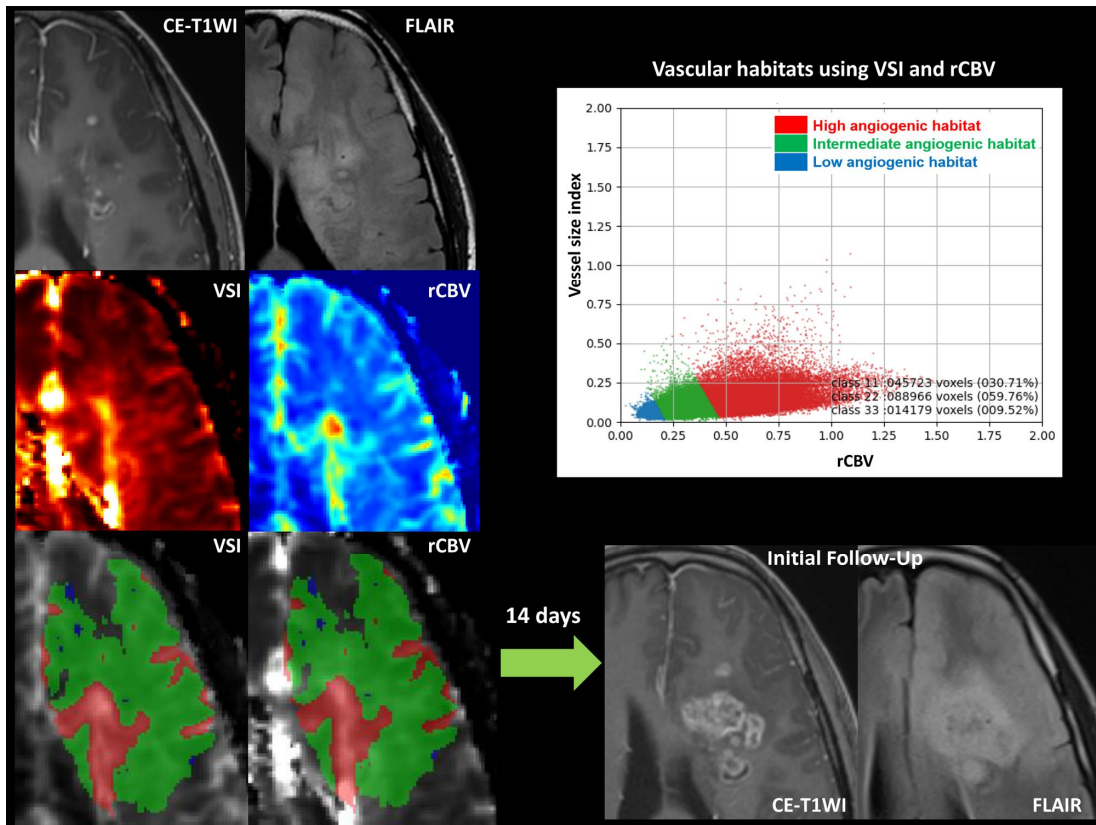 CE-T1WI
FLAIR
VSI
rCBV
VSI
rCBV
Vascular habitats using VSI and rCBV
High angiogenic habitat
Intermediate angiogenic habitat
Low angiogenic habitat
Vessel size index
2.00
1.75
1.50
1.25
1.00
0.75
0.50
0.25
0.00
class 11 :045723 voxels (030.71%)
class 22 :088966 voxels (059.76%)
class 33 :014179 voxels (009.52%)
0.00 0.25 0.50 0.75 1.00 1.25 1.50 1.75 2.00
rCBV
14 days
Initial Follow-Up
CE-T1WI
FLAIR